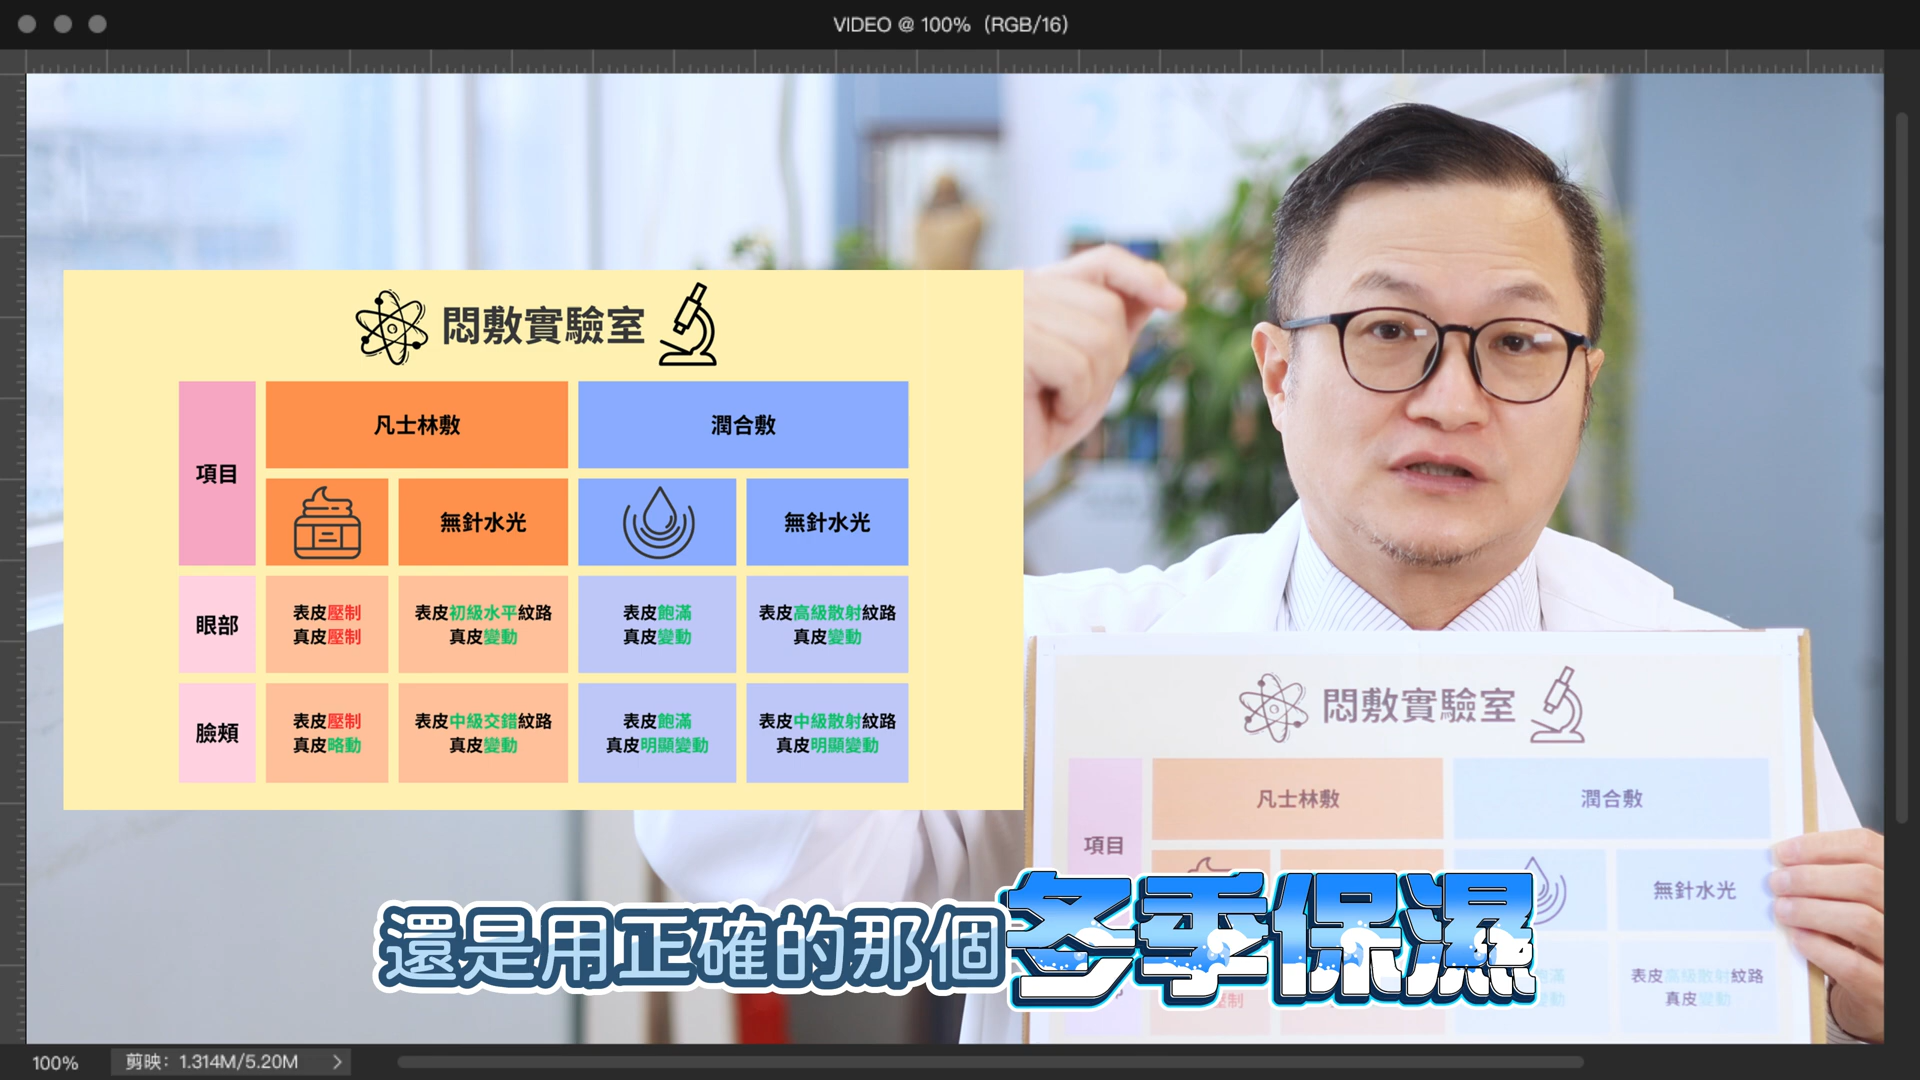 VIDEO @ 100% (RGB/16)
悶敷實驗室
項目
凡士林敷
潤合敷
無針水光
無針水光
眼部
表皮壓制
真皮壓制
表皮初級水平紋路
真皮變動
表皮飽滿
真皮變動
表皮高級散射紋路
真皮變動
臉頰
表皮壓制
真皮略動
表皮中級交錯紋路
真皮變動
表皮飽滿
真皮明顯變動
表皮中級散射紋路
真皮明顯變動
悶敷實驗室
項目
凡士林敷
潤合敷
無針水光
表皮高級散射紋路
真皮變動
還是用正確的那個冬季保濕
100%
剪映: 1.314M/5.20M